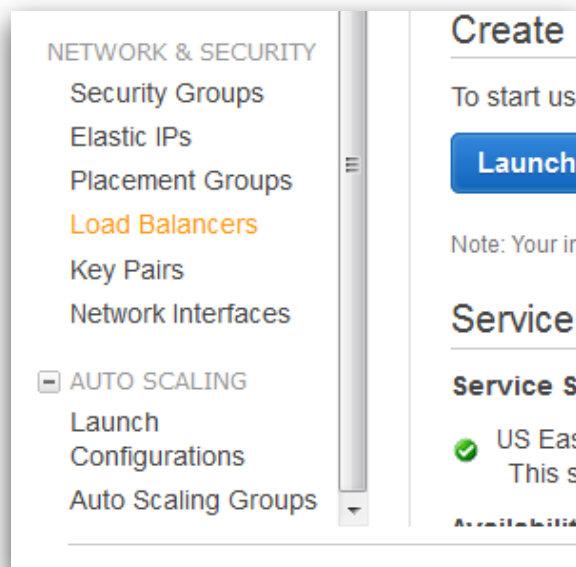 NETWORK & SECURITY
Security Groups
Elastic IPs
Placement Groups
Load Balancers
Key Pairs
Network Interfaces
AUTO SCALING
Launch
Configurations
Auto Scaling Groups
Create
To start us
Launch
Note: Your in
Service
Service S
US Eas
This s